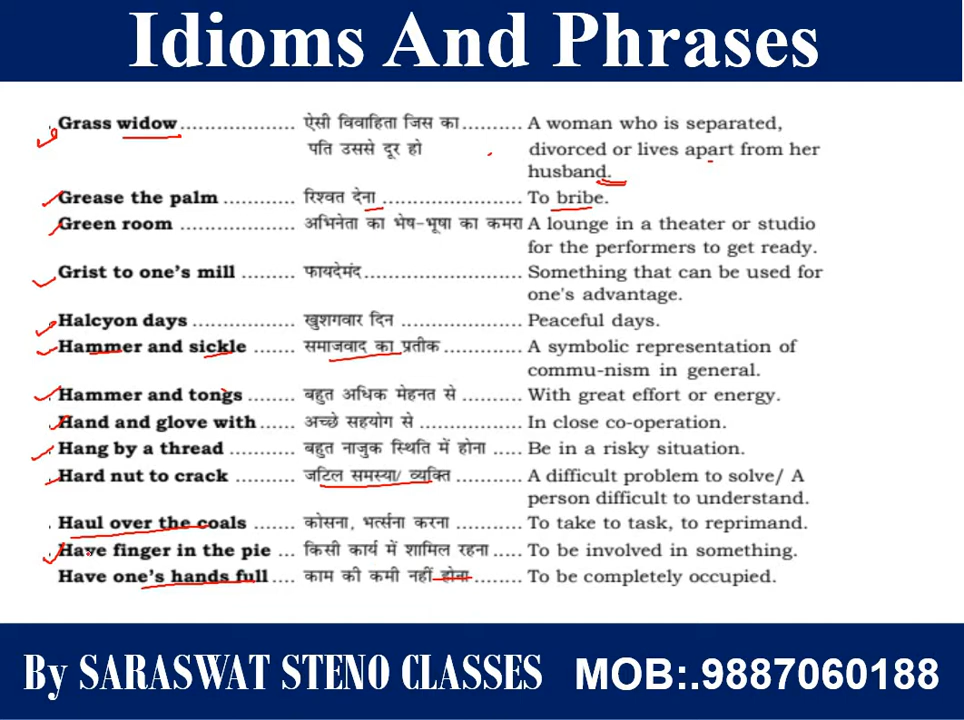 Idioms And Phrases
Grass widow ................... ऐसी विवाहिता जिस का .......... A woman who is separated,
पति उससे दूर हो divorced or lives apart from her
husband.
Grease the palm ............ रिश्वत देना ....................... To bribe.
Green room ................... अभिनेता का भेष-भूषा का कमरा A lounge in a theater or studio
for the performers to get ready.
Grist to one's mill ......... फायदेमंद .......................... Something that can be used for
one's advantage.
Halcyon days ................. खुशगवार दिन .................... Peaceful days.
Hammer and sickle ....... समाजवाद का प्रतीक ............. A symbolic representation of
commu-nism in general.
Hammer and tongs ........ बहुत अधिक मेहनत से .......... With great effort or energy.
Hand and glove with ...... अच्छे सहयोग से ................. In close co-operation.
Hang by a thread ........... बहुत नाजुक स्थिति में होना ..... Be in a risky situation.
Hard nut to crack .......... जटिल समस्या/ व्यक्ति ........... A difficult problem to solve/ A
person difficult to understand.
Haul over the coals ....... कोसना, भर्त्सना करना ........... To take to task, to reprimand.
Have finger in the pie ... किसी कार्य में शामिल रहना ..... To be involved in something.
Have one's hands full .... काम की कमी नहीं होना ........ To be completely occupied.
By SARASWAT STENO CLASSES MOB:.9887060188